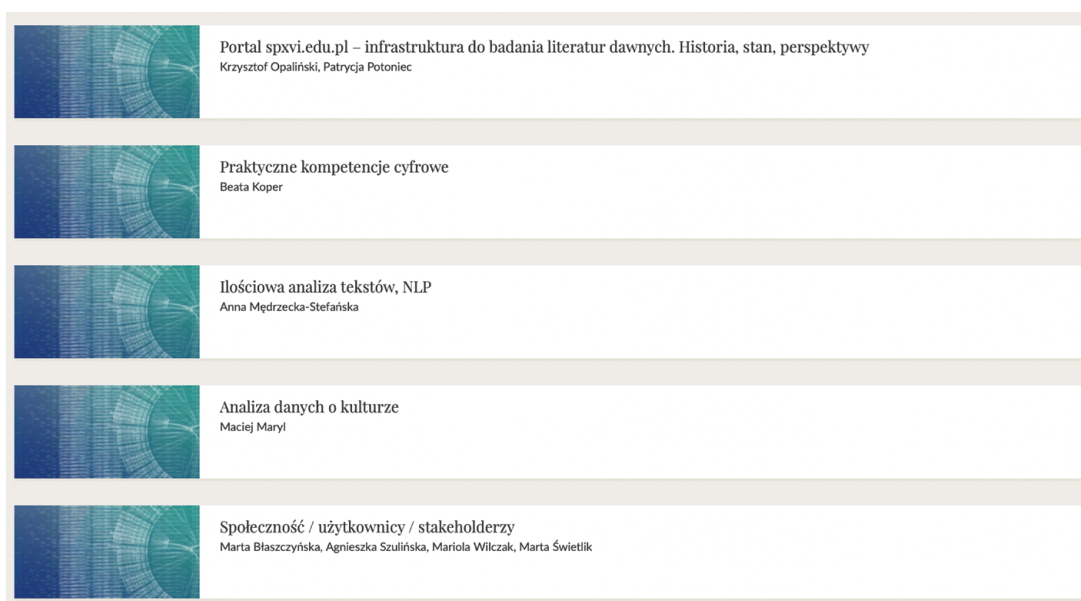 Portal spxvi.edu.pl – infrastruktura do badania literatur dawnych. Historia, stan, perspektywy
Krzysztof Opaliński, Patrycja Potoniec
Praktyczne kompetencje cyfrowe
Beata Koper
Ilościowa analiza tekstów, NLP
Anna Mędrzecka-Stefańska
Analiza danych o kulturze
Maciej Maryl
Społeczność / użytkownicy / stakeholderzy
Marta Błaszczyńska, Agnieszka Szulińska, Mariola Wilczak, Marta Świetlik